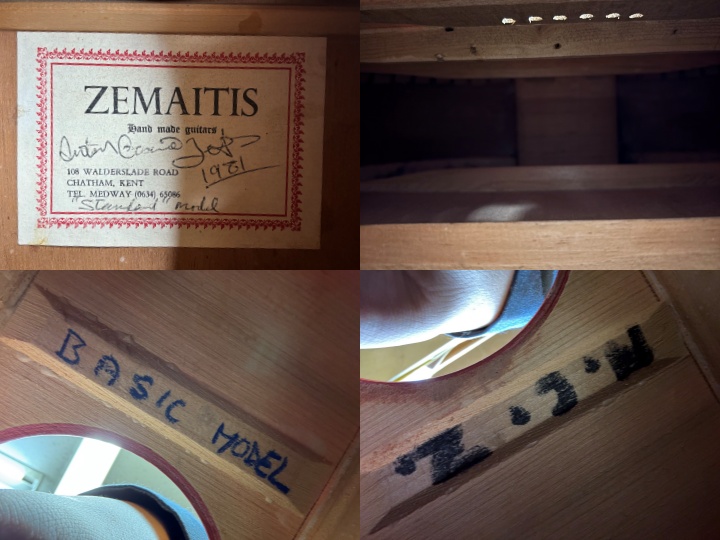 ZEMAITIS
Hand made guitars
1981
108 WALDERSLADE ROAD
CHATHAM, KENT
TEL. MEDWAY (0634) 65086
"Standard" model
BASIC MODEL